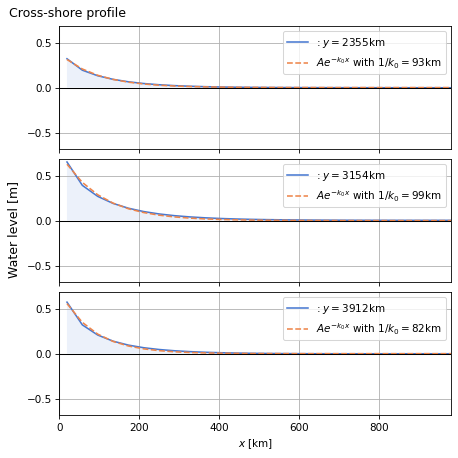 Cross-shore profile
0.5
0.0
−0.5
: y = 2355km
Ae^{−k₀x} with 1/k₀ = 93km
Water level [m]
0.5
0.0
−0.5
: y = 3154km
Ae^{−k₀x} with 1/k₀ = 99km
0.5
0.0
−0.5
: y = 3912km
Ae^{−k₀x} with 1/k₀ = 82km
0 200 400 600 800
x [km]